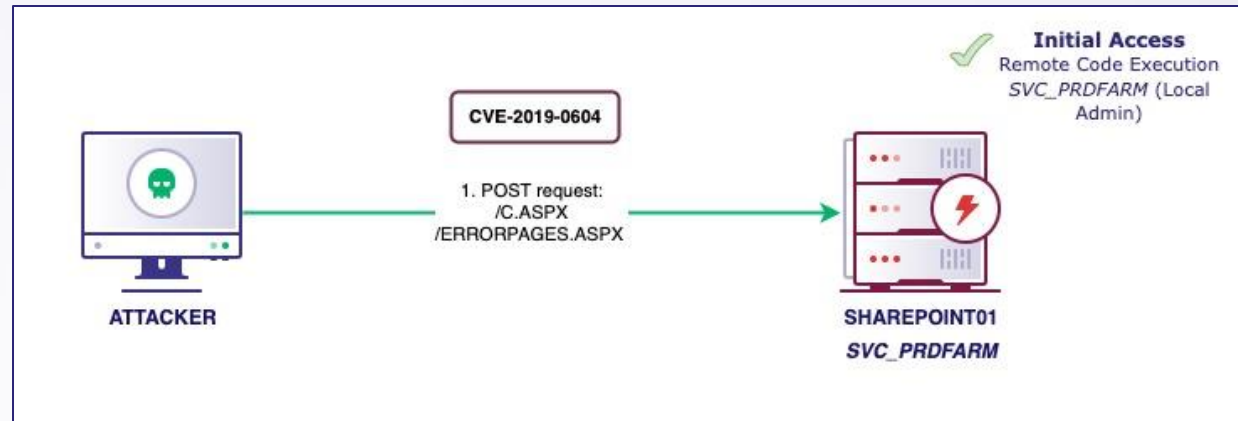 Initial Access
Remote Code Execution
SVC_PRDFARM (Local
Admin)
CVE-2019-0604
1. POST request:
/C.ASPX
/ERRORPAGES.ASPX
ATTACKER
SHAREPOINT01
SVC_PRDFARM